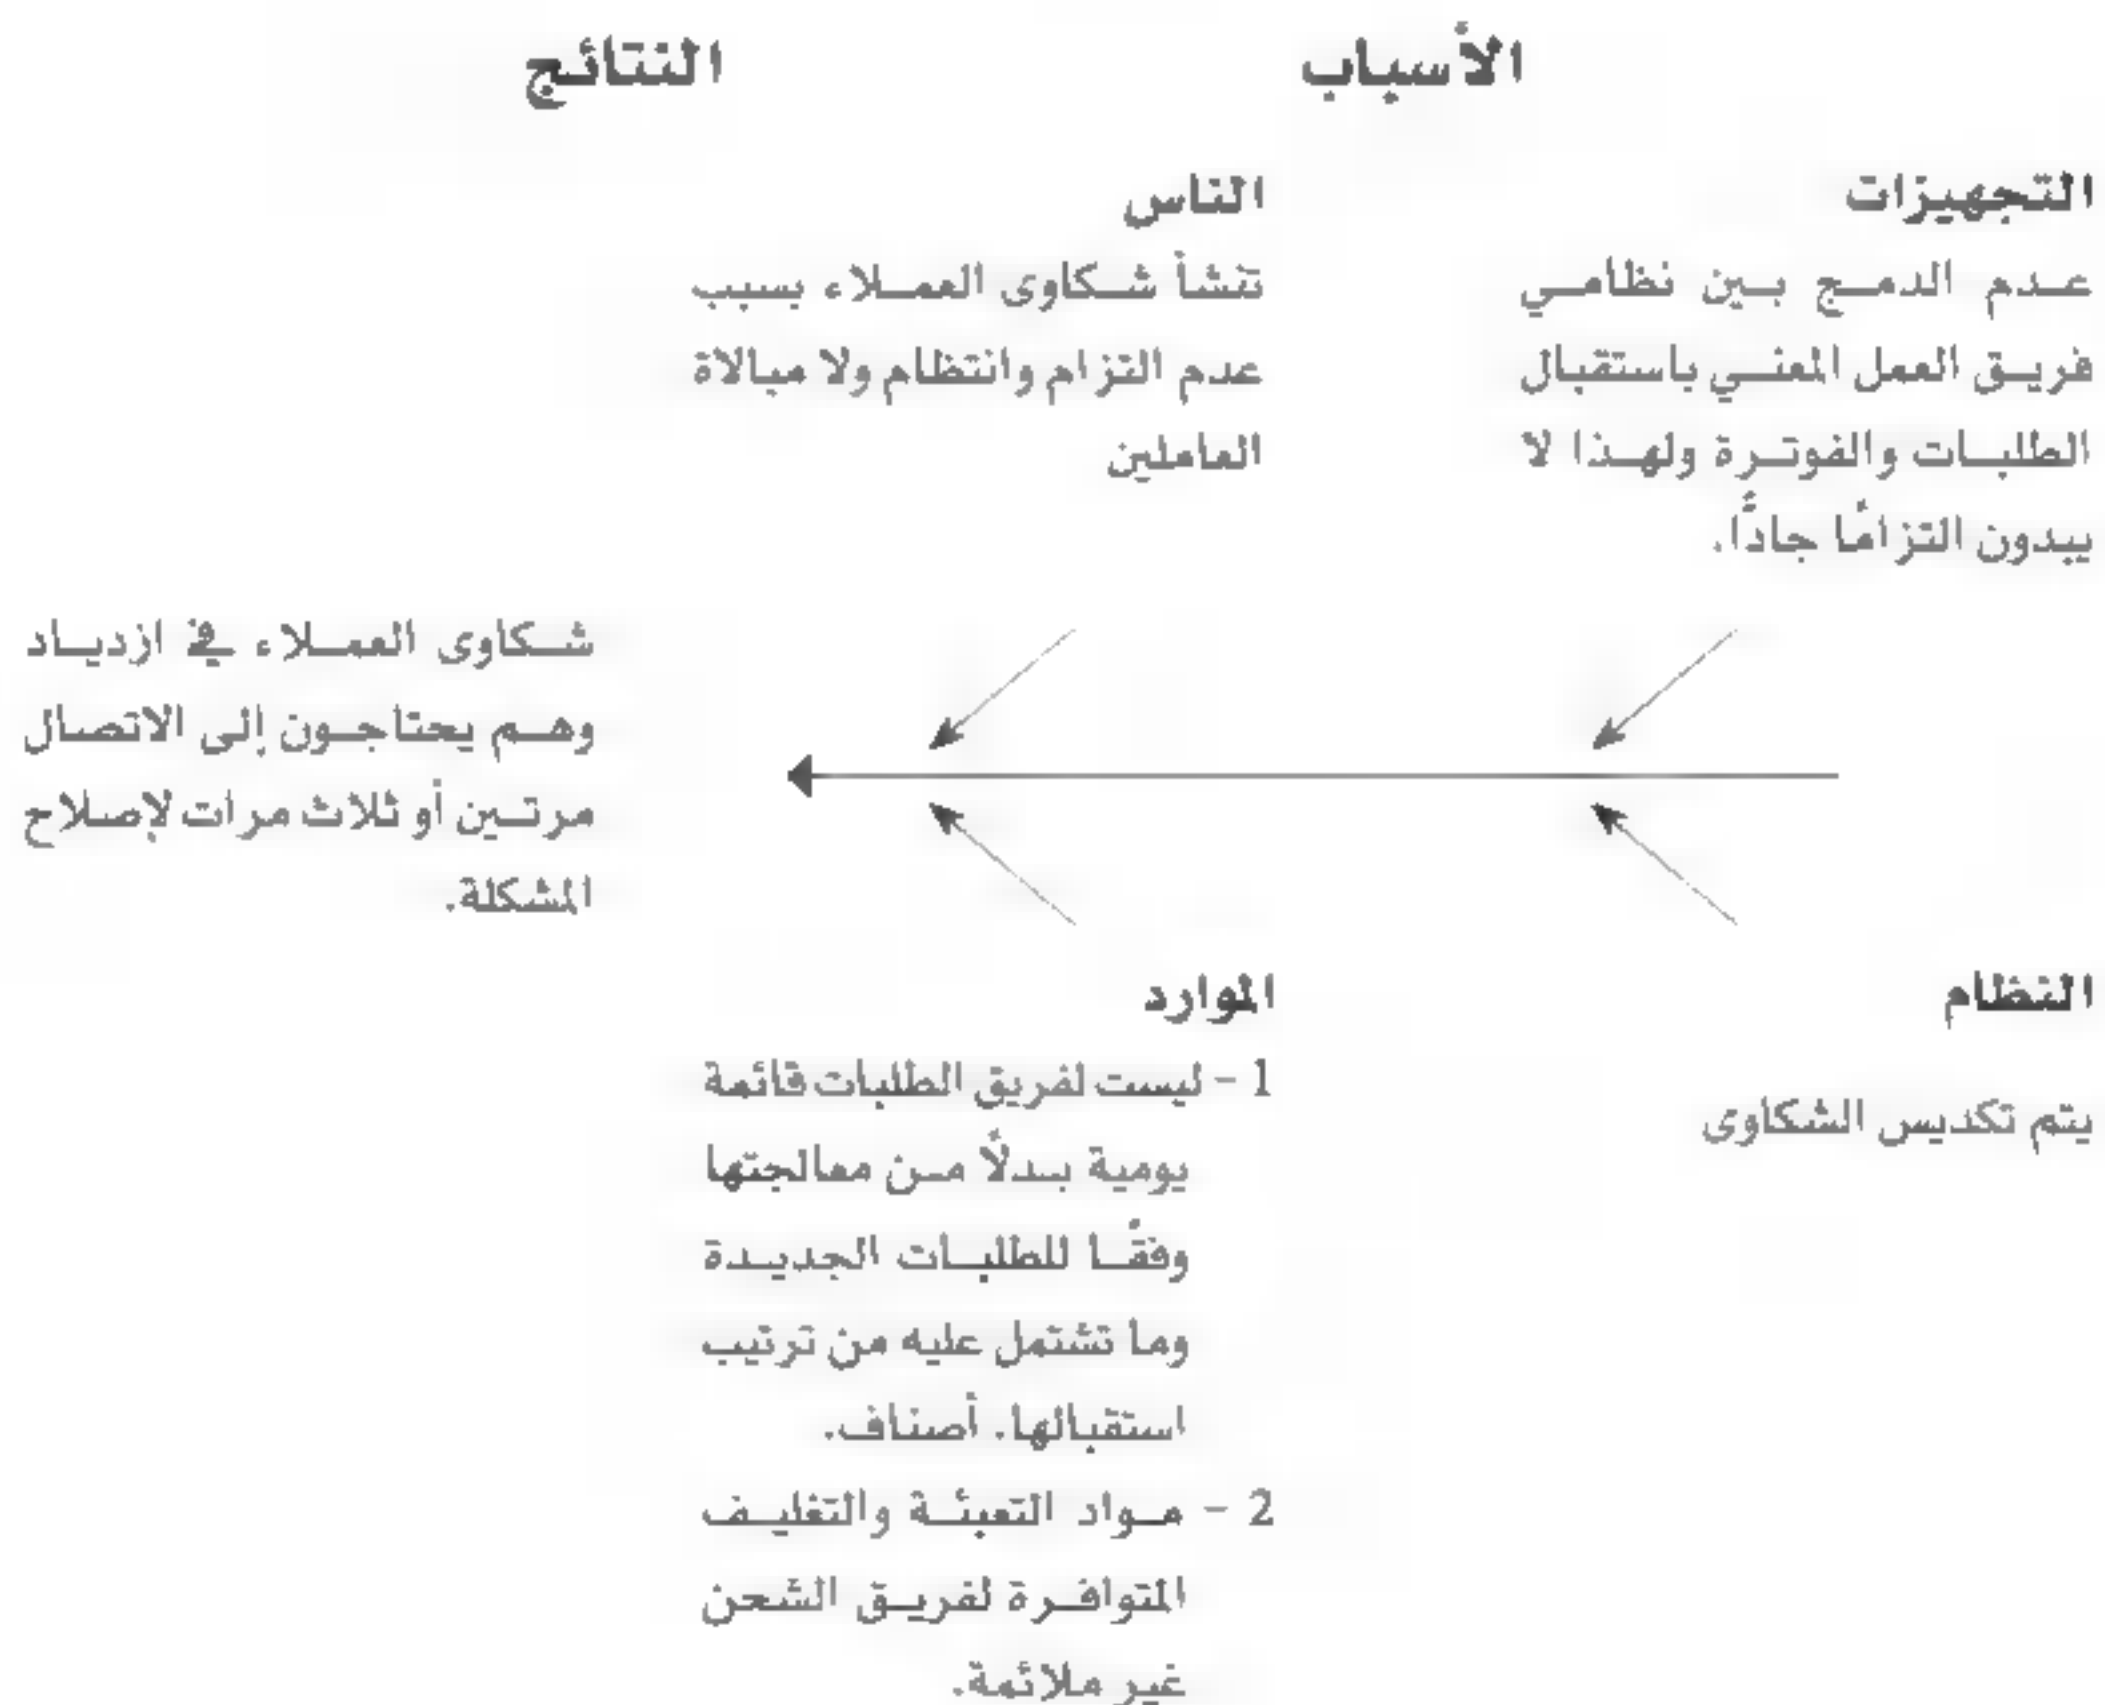 الأسباب
النتائج
التجهيزات
عدم الدمج بين نظامي
فريق العمل المعني باستقبال
الطلبات والفوترة ولهذا لا
يبدون التزامًا جادًا.
الناس
تنشأ شكاوى العملاء بسبب
عدم التزام وانتظام ولا مبالاة
العاملين
شكاوى العملاء في ازدياد
وهم يحتاجون إلى الاتصال
مرتين أو ثلاث مرات لإصلاح
المشكلة.
النظام
يتم تكديس الشكاوى
الموارد
1 - ليست لفريق الطلبات قائمة
يومية بدلًا من معالجتها
وفقًا للطلبات الجديدة
وما تشتمل عليه من ترتيب
استقبالها. أصناف.
2 - مواد التعبئة والتغليف
المتوافرة لفريق الشحن
غير ملائمة.